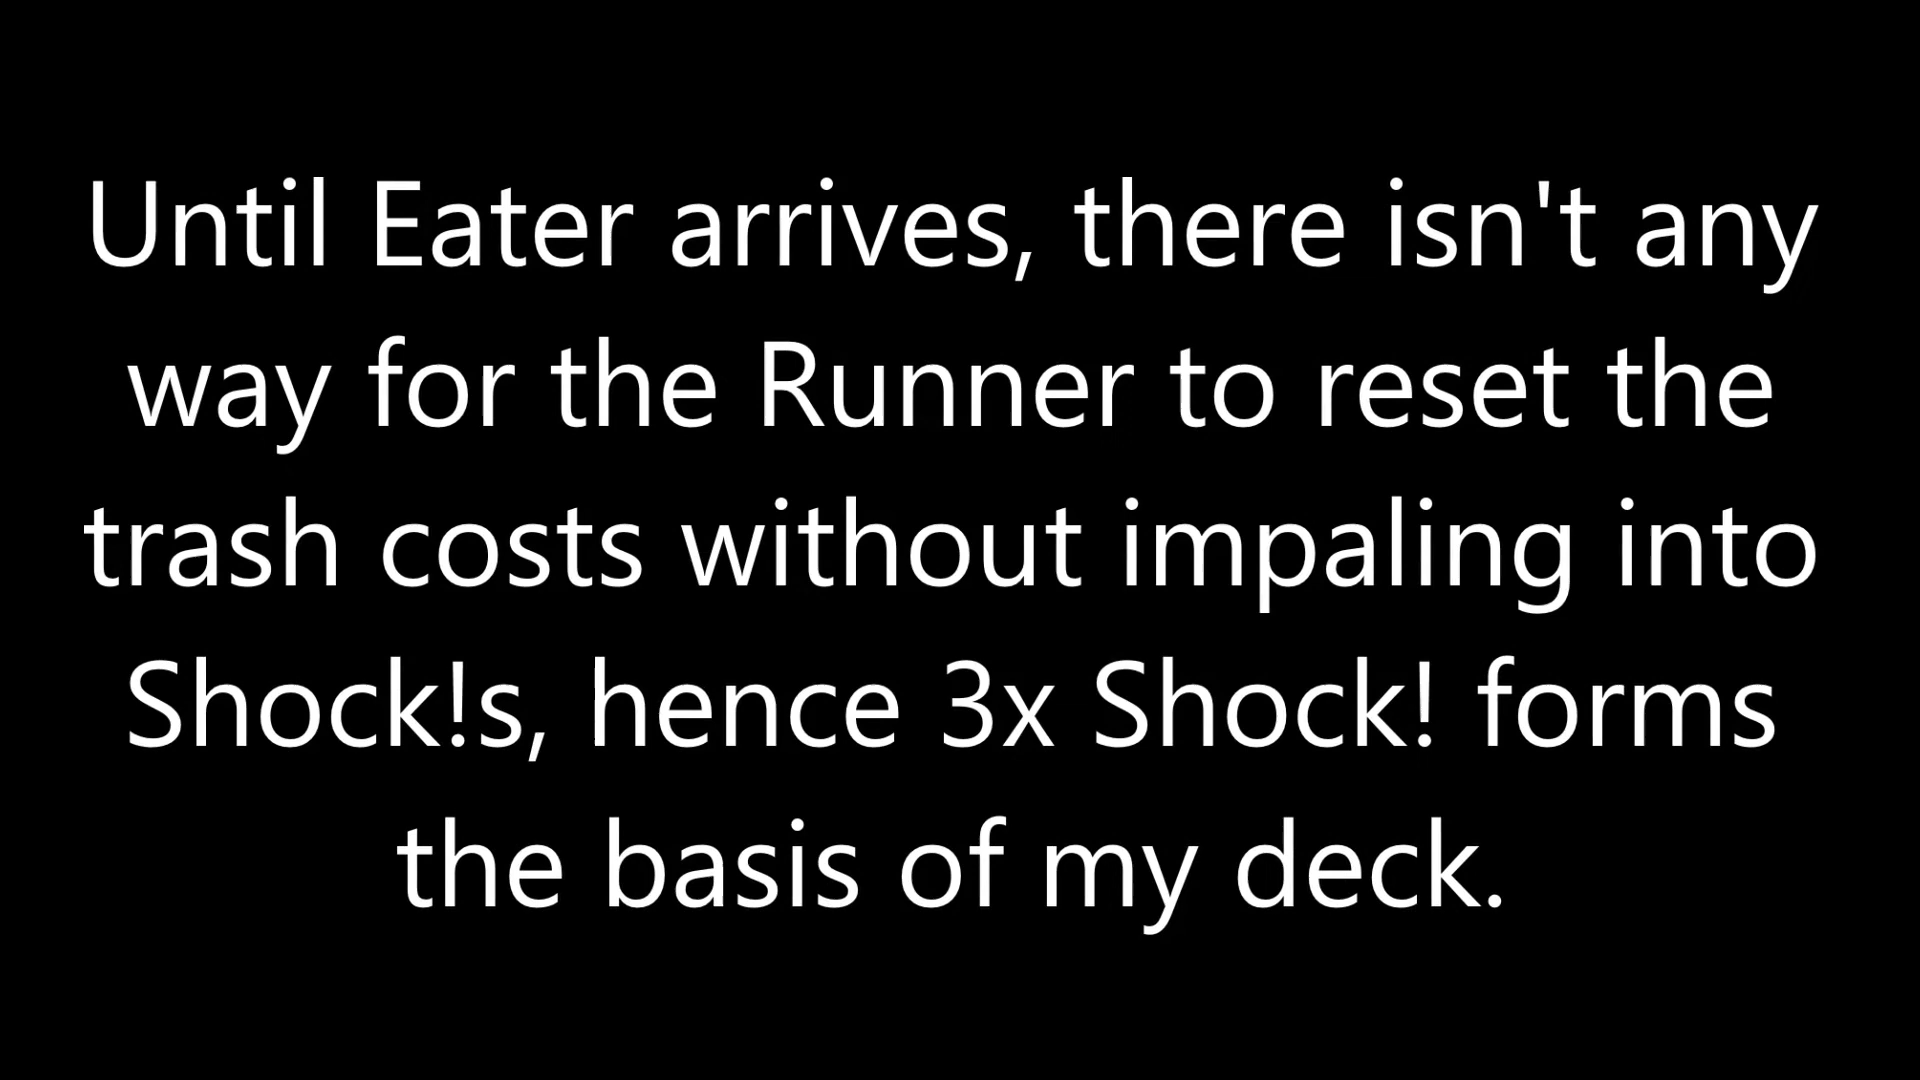 Until Eater arrives, there isn't any
way for the Runner to reset the
trash costs without impaling into
Shock!s, hence 3x Shock! forms
the basis of my deck.